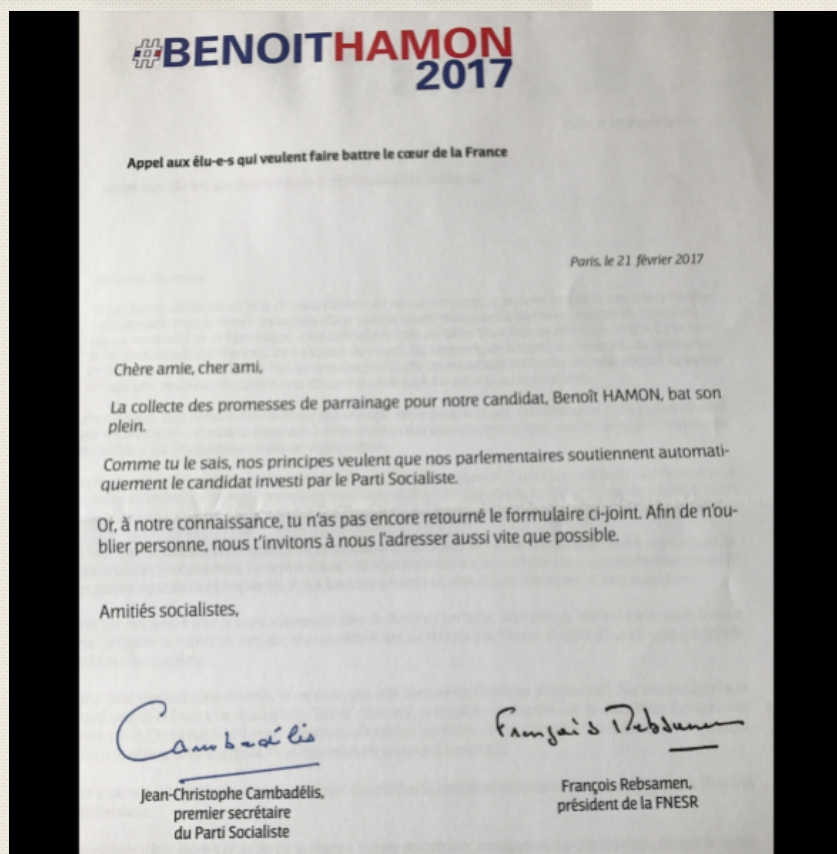 #BENOITHAMON
2017
Appel aux élu-e-s qui veulent faire battre le cœur de la France
Paris, le 21 février 2017
Chère amie, cher ami,
La collecte des promesses de parrainage pour notre candidat, Benoît HAMON, bat son
plein.
Comme tu le sais, nos principes veulent que nos parlementaires soutiennent automati-
quement le candidat investi par le Parti Socialiste.
Or, à notre connaissance, tu n'as pas encore retourné le formulaire ci-joint. Afin de n'ou-
blier personne, nous t'invitons à nous l'adresser aussi vite que possible.
Amitiés socialistes,
Cambadélis
François Rebsamen
Jean-Christophe Cambadélis,
premier secrétaire
du Parti Socialiste
François Rebsamen,
président de la FNESR